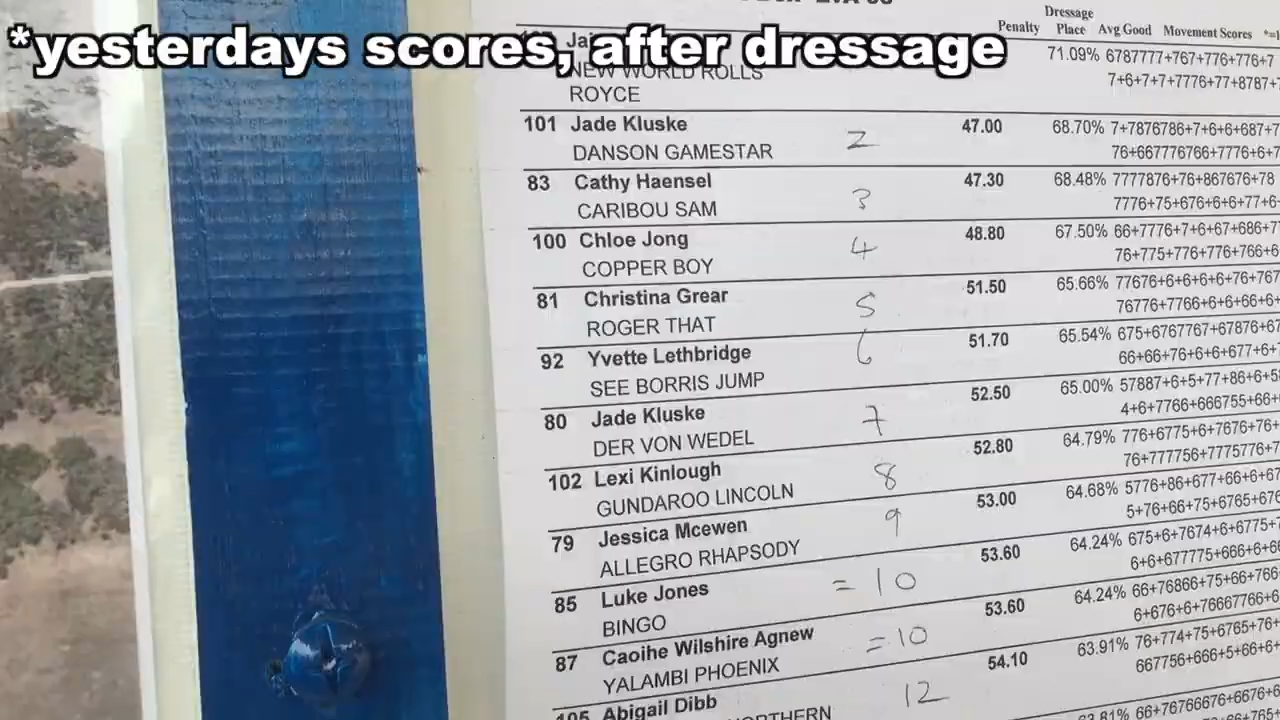 *yesterdays scores, after dressage
Dressage
Penalty Place Avg Good Movement Scores
71.09% 6787777+767+776+776+7
NEW WORLD ROLLS 7+6+7+7+7776+77+8787+7
ROYCE
101 Jade Kluske 2 47.00 68.70% 7+7876786+7+6+6+687+7
DANSON GAMESTAR 76+667776766+7776+6+7
83 Cathy Haensel 3 47.30 68.48% 7777876+76+867676+78
CARIBOU SAM 7776+75+676+6+6+77+6+
100 Chloe Jong 4 48.80 67.50% 66+7776+7+6+67+686+7
COPPER BOY 76+775+776+776+766+6
81 Christina Grear 5 51.50 65.66% 77676+6+6+6+6+76+767
ROGER THAT 76776+7766+6+6+66+6+
92 Yvette Lethbridge 6 51.70 65.54% 675+6767767+67876+67
SEE BORRIS JUMP 66+66+76+6+6+677+6+7
80 Jade Kluske 7 52.50 65.00% 57887+6+5+77+86+6+58
DER VON WEDEL 4+6+7766+666755+66+
102 Lexi Kinlough 8 52.80 64.79% 776+6775+6+7676+76+
GUNDAROO LINCOLN 76+777756+7775776+7
79 Jessica Mcewen 9 53.00 64.68% 5776+86+677+66+6+67
ALLEGRO RHAPSODY 5+76+66+75+6765+676
85 Luke Jones =10 53.60 64.24% 675+6+7674+6+6775+7
BINGO 6+6+677775+666+6+66
87 Caoihe Wilshire Agnew =10 53.60 64.24% 66+76866+75+66+766
YALAMBI PHOENIX 6+676+6+76667766+6
105 Abigail Dibb 12 54.10 63.91% 76+774+75+6765+76+
667756+666+5+66+6+